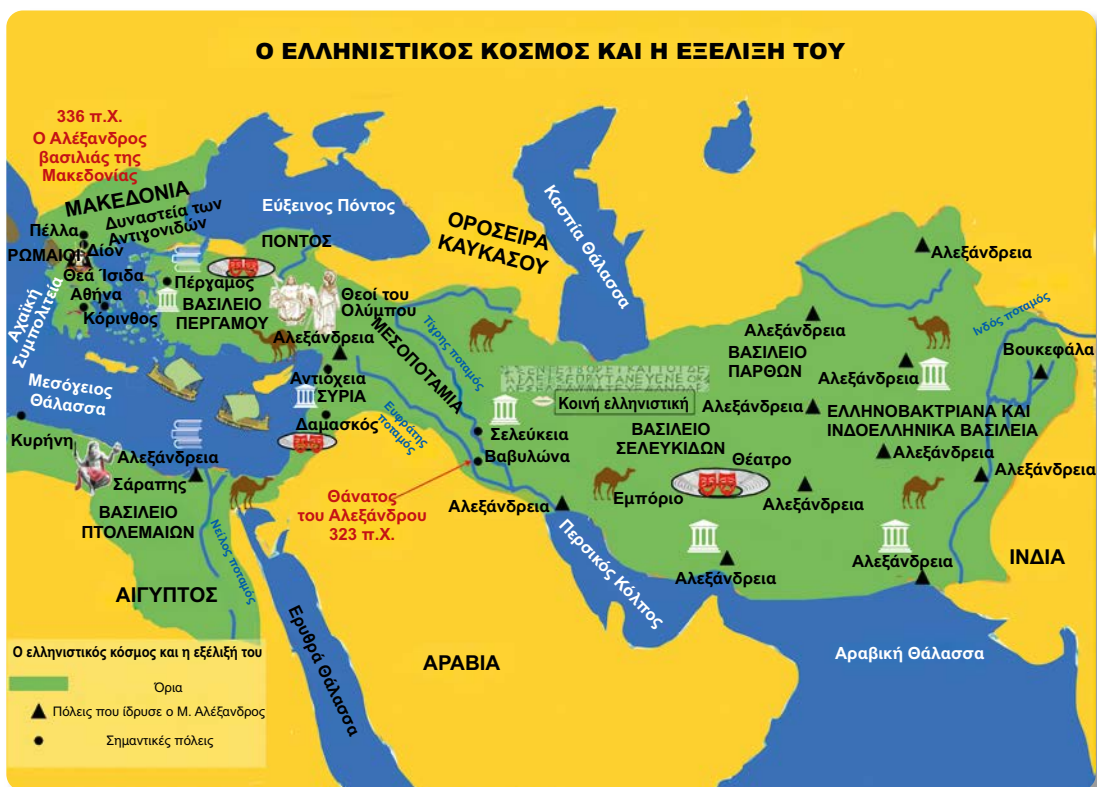 Ο ΕΛΛΗΝΙΣΤΙΚΟΣ ΚΟΣΜΟΣ ΚΑΙ Η ΕΞΕΛΙΞΗ ΤΟΥ
336 π.Χ.
Ο Αλέξανδρος
βασιλιάς της
Μακεδονίας
ΜΑΚΕΔΟΝΙΑ
Δυναστεία των
Αντιγονιδών
Πέλλα
Δίον
ΡΩΜΑΙΟΙ
Θεά Ίσιδα
Αθήνα
Κόρινθος
Αχαϊκή
Συμπολιτεία
Εύξεινος Πόντος
ΠΟΝΤΟΣ
Πέργαμος
ΒΑΣΙΛΕΙΟ
ΠΕΡΓΑΜΟΥ
Θεοί του
Ολύμπου
ΟΡΟΣΕΙΡΑ
ΚΑΥΚΑΣΟΥ
Κασπία Θάλασσα
Αλεξάνδρεια
Αντιόχεια
ΣΥΡΙΑ
Δαμασκός
ΜΕΣΟΠΟΤΑΜΙΑ
Τίγρης ποταμός
Ευφράτης
ποταμός
Μεσόγειος
Θάλασσα
Κυρήνη
Αλεξάνδρεια
Σάραπης
ΒΑΣΙΛΕΙΟ
ΠΤΟΛΕΜΑΙΩΝ
Νείλος ποταμός
ΑΙΓΥΠΤΟΣ
Ερυθρά Θάλασσα
Θάνατος
του Αλεξάνδρου
323 π.Χ.
Σελεύκεια
Βαβυλώνα
Αλεξάνδρεια
Κοινή ελληνιστική
ΒΑΣΙΛΕΙΟ
ΣΕΛΕΥΚΙΔΩΝ
Εμπόριο
Θέατρο
Περσικός Κόλπος
Αλεξάνδρεια
Αλεξάνδρεια
Αλεξάνδρεια
ΒΑΣΙΛΕΙΟ
ΠΑΡΘΩΝ
Αλεξάνδρεια
Αλεξάνδρεια
Ινδός ποταμός
Βουκεφάλα
ΕΛΛΗΝΟΒΑΚΤΡΙΑΝΑ ΚΑΙ
ΙΝΔΟΕΛΛΗΝΙΚΑ ΒΑΣΙΛΕΙΑ
Αλεξάνδρεια
Αλεξάνδρεια
Αλεξάνδρεια
Αλεξάνδρεια
ΙΝΔΙΑ
ΑΡΑΒΙΑ
Αραβική Θάλασσα
Ο ελληνιστικός κόσμος και η εξέλιξή του
Όρια
Πόλεις που ίδρυσε ο Μ. Αλέξανδρος
Σημαντικές πόλεις